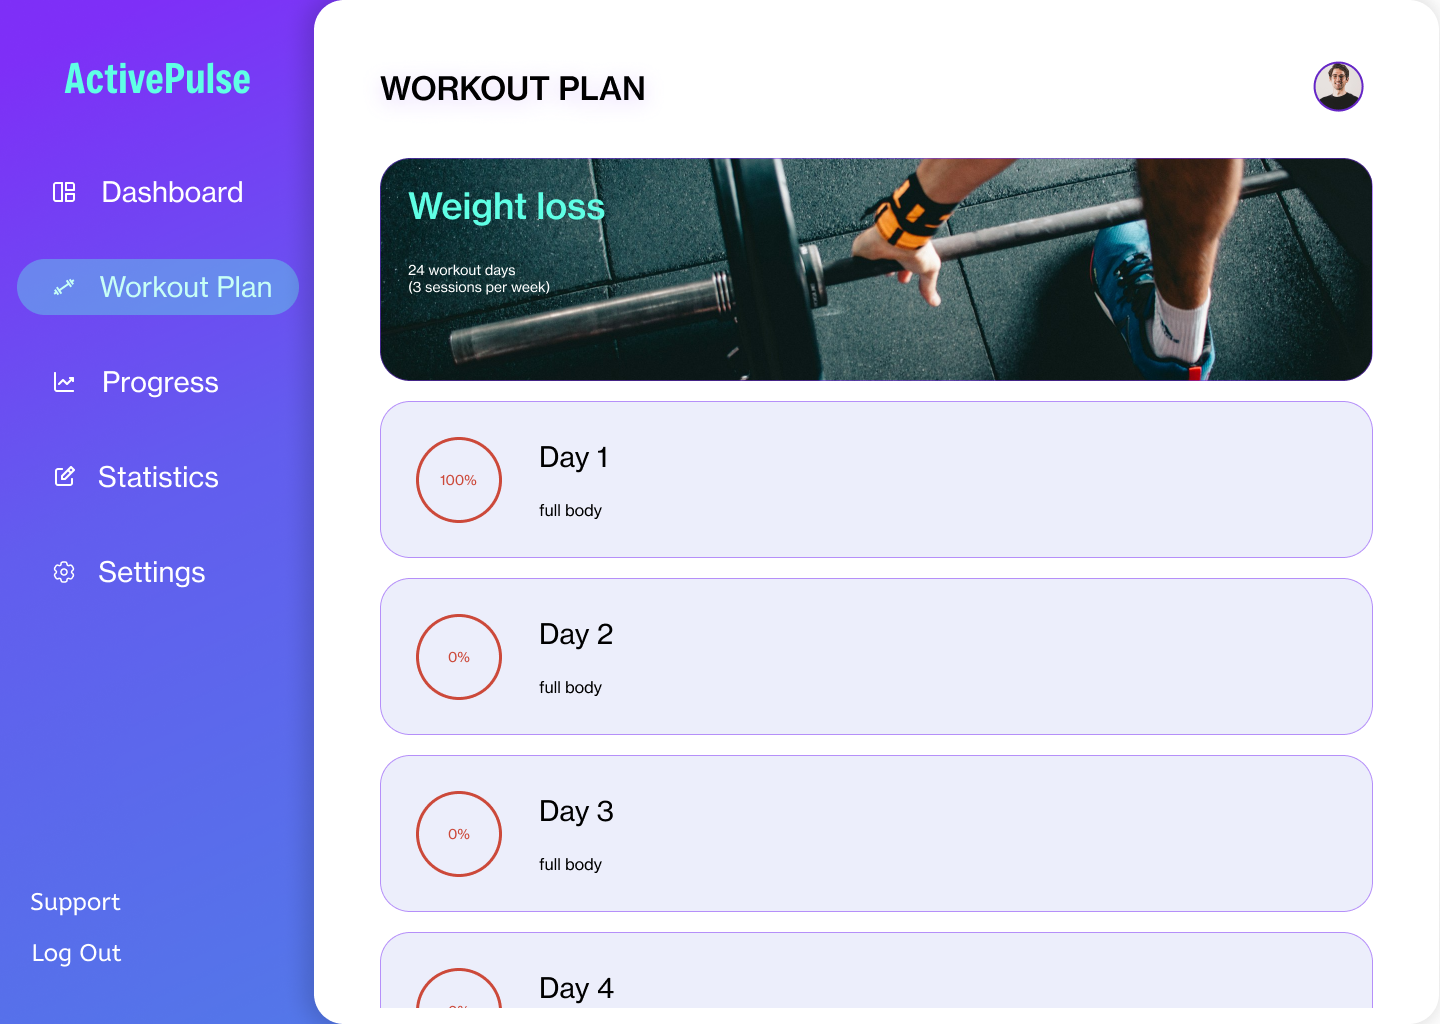 ActivePulse
Dashboard
Workout Plan
Progress
Statistics
Settings
Support
Log Out
WORKOUT PLAN
Weight loss
24 workout days
(3 sessions per week)
100%
Day 1
full body
0%
Day 2
full body
0%
Day 3
full body
Day 4